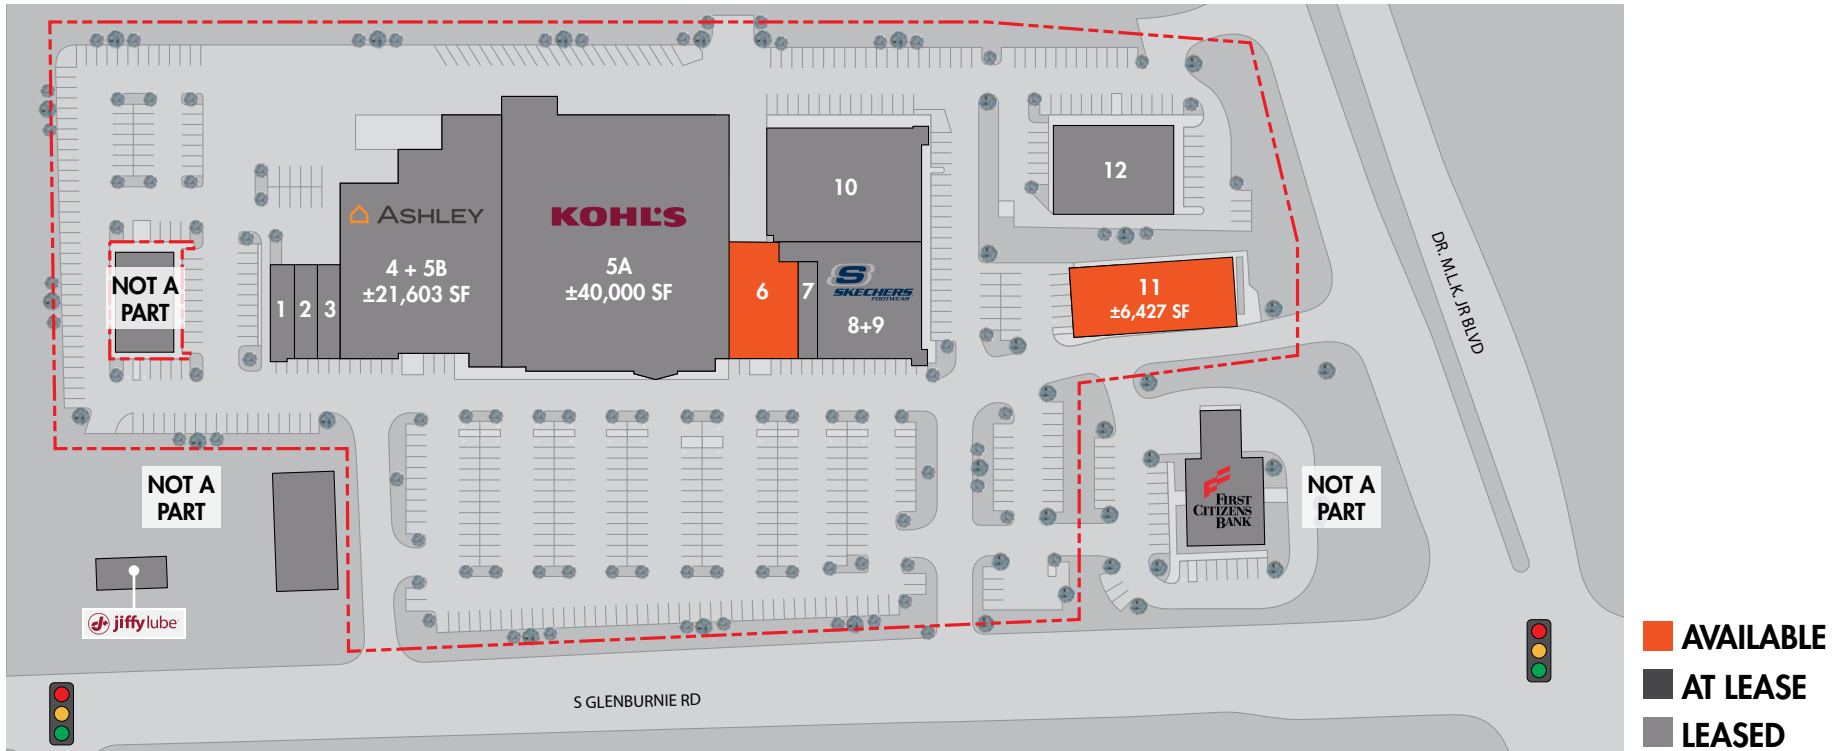 NOT A
PART
1
2
3
ASHLEY
4 + 5B
±21,603 SF
KOHL'S
5A
±40,000 SF
6
7
10
S
SKECHERS
FOOTWEAR
8+9
12
11
±6,427 SF
DR. M.L.K. JR BLVD
NOT A
PART
jiffylube
FIRST
CITIZENS
BANK
NOT A
PART
S GLENBURNIE RD
AVAILABLE
AT LEASE
LEASED